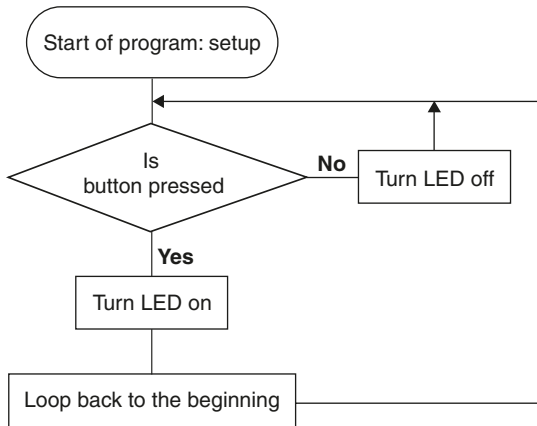 Start of program: setup
Is
button pressed
No
Turn LED off
Yes
Turn LED on
Loop back to the beginning